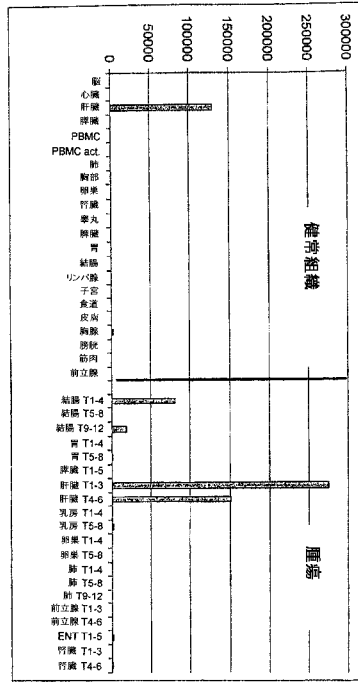 0
50000
100000
150000
200000
250000
300000
脳
心臓
肝臓
膵臓
PBMC
PBMC act.
肺
胸部
卵巣
腎臓
睾丸
脾臓
胃
結腸
リンパ腺
子宮
食道
皮膚
胸腺
膀胱
筋肉
前立腺
健常組織
結腸 T1-4
結腸 T5-8
結腸 T9-12
胃 T1-4
胃 T5-8
膵臓 T1-5
肝臓 T1-3
肝臓 T4-6
乳房 T1-4
乳房 T5-8
卵巣 T1-4
卵巣 T5-8
肺 T1-4
肺 T5-8
肺 T9-12
前立腺 T1-3
前立腺 T4-6
ENT T1-5
腎臓 T1-3
腎臓 T4-6
腫瘍